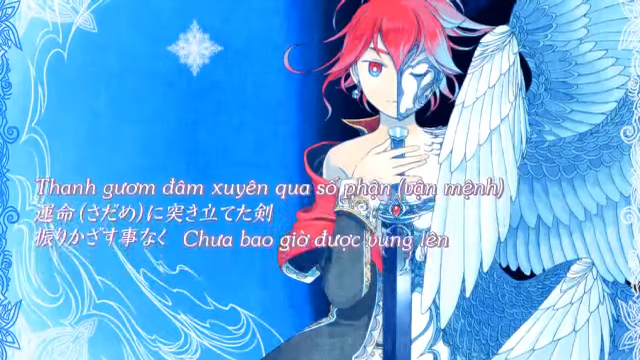 Thanh gươm đâm xuyên qua số phận (vận mệnh)
運命(さだめ)に突き立てた剣
振りかざす事なく Chưa bao giờ được vung lên